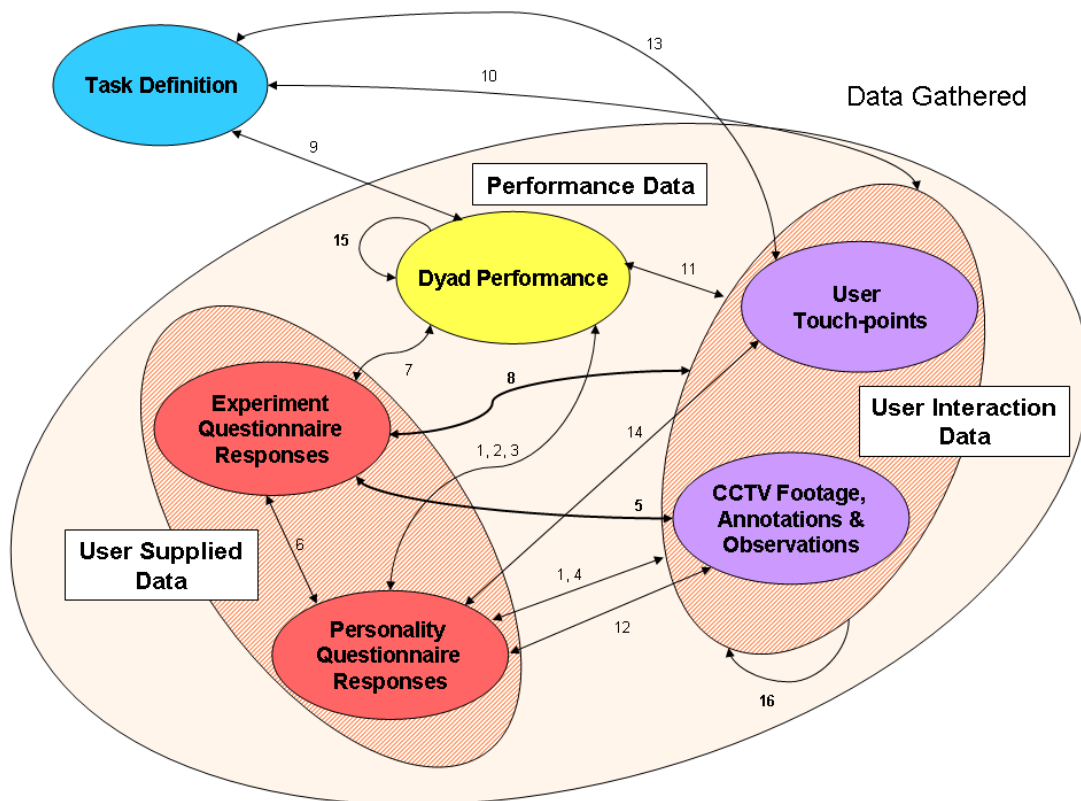 13
Task Definition
10
Data Gathered
9
Performance Data
15
Dyad Performance
11
User
Touch-points
7
8
Experiment
Questionnaire
Responses
User Interaction
Data
14
1, 2, 3
5
CCTV Footage,
Annotations &
Observations
User Supplied
Data
6
1, 4
12
Personality
Questionnaire
Responses
16